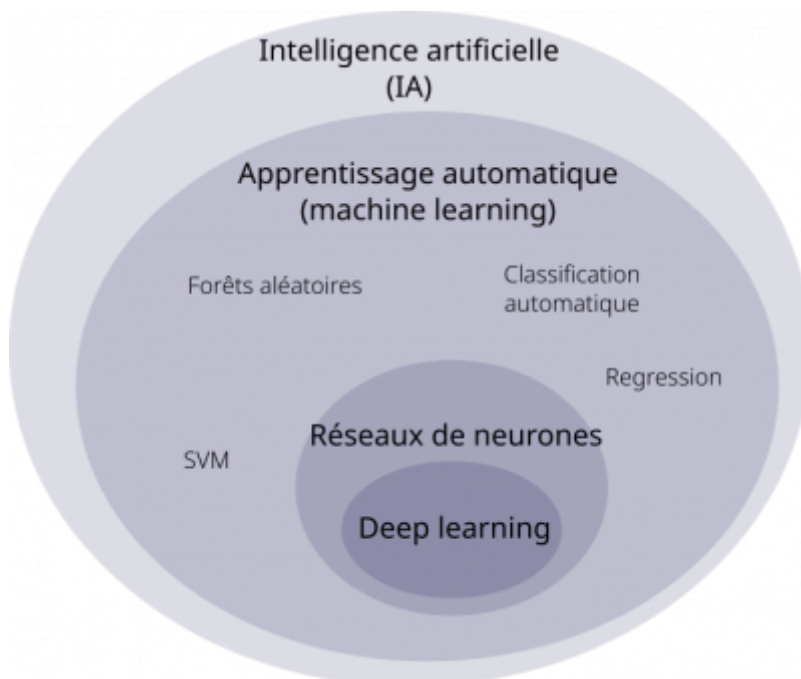 Intelligence artificielle
(IA)
Apprentissage automatique
(machine learning)
Forêts aléatoires
Classification
automatique
Regression
Réseaux de neurones
SVM
Deep learning